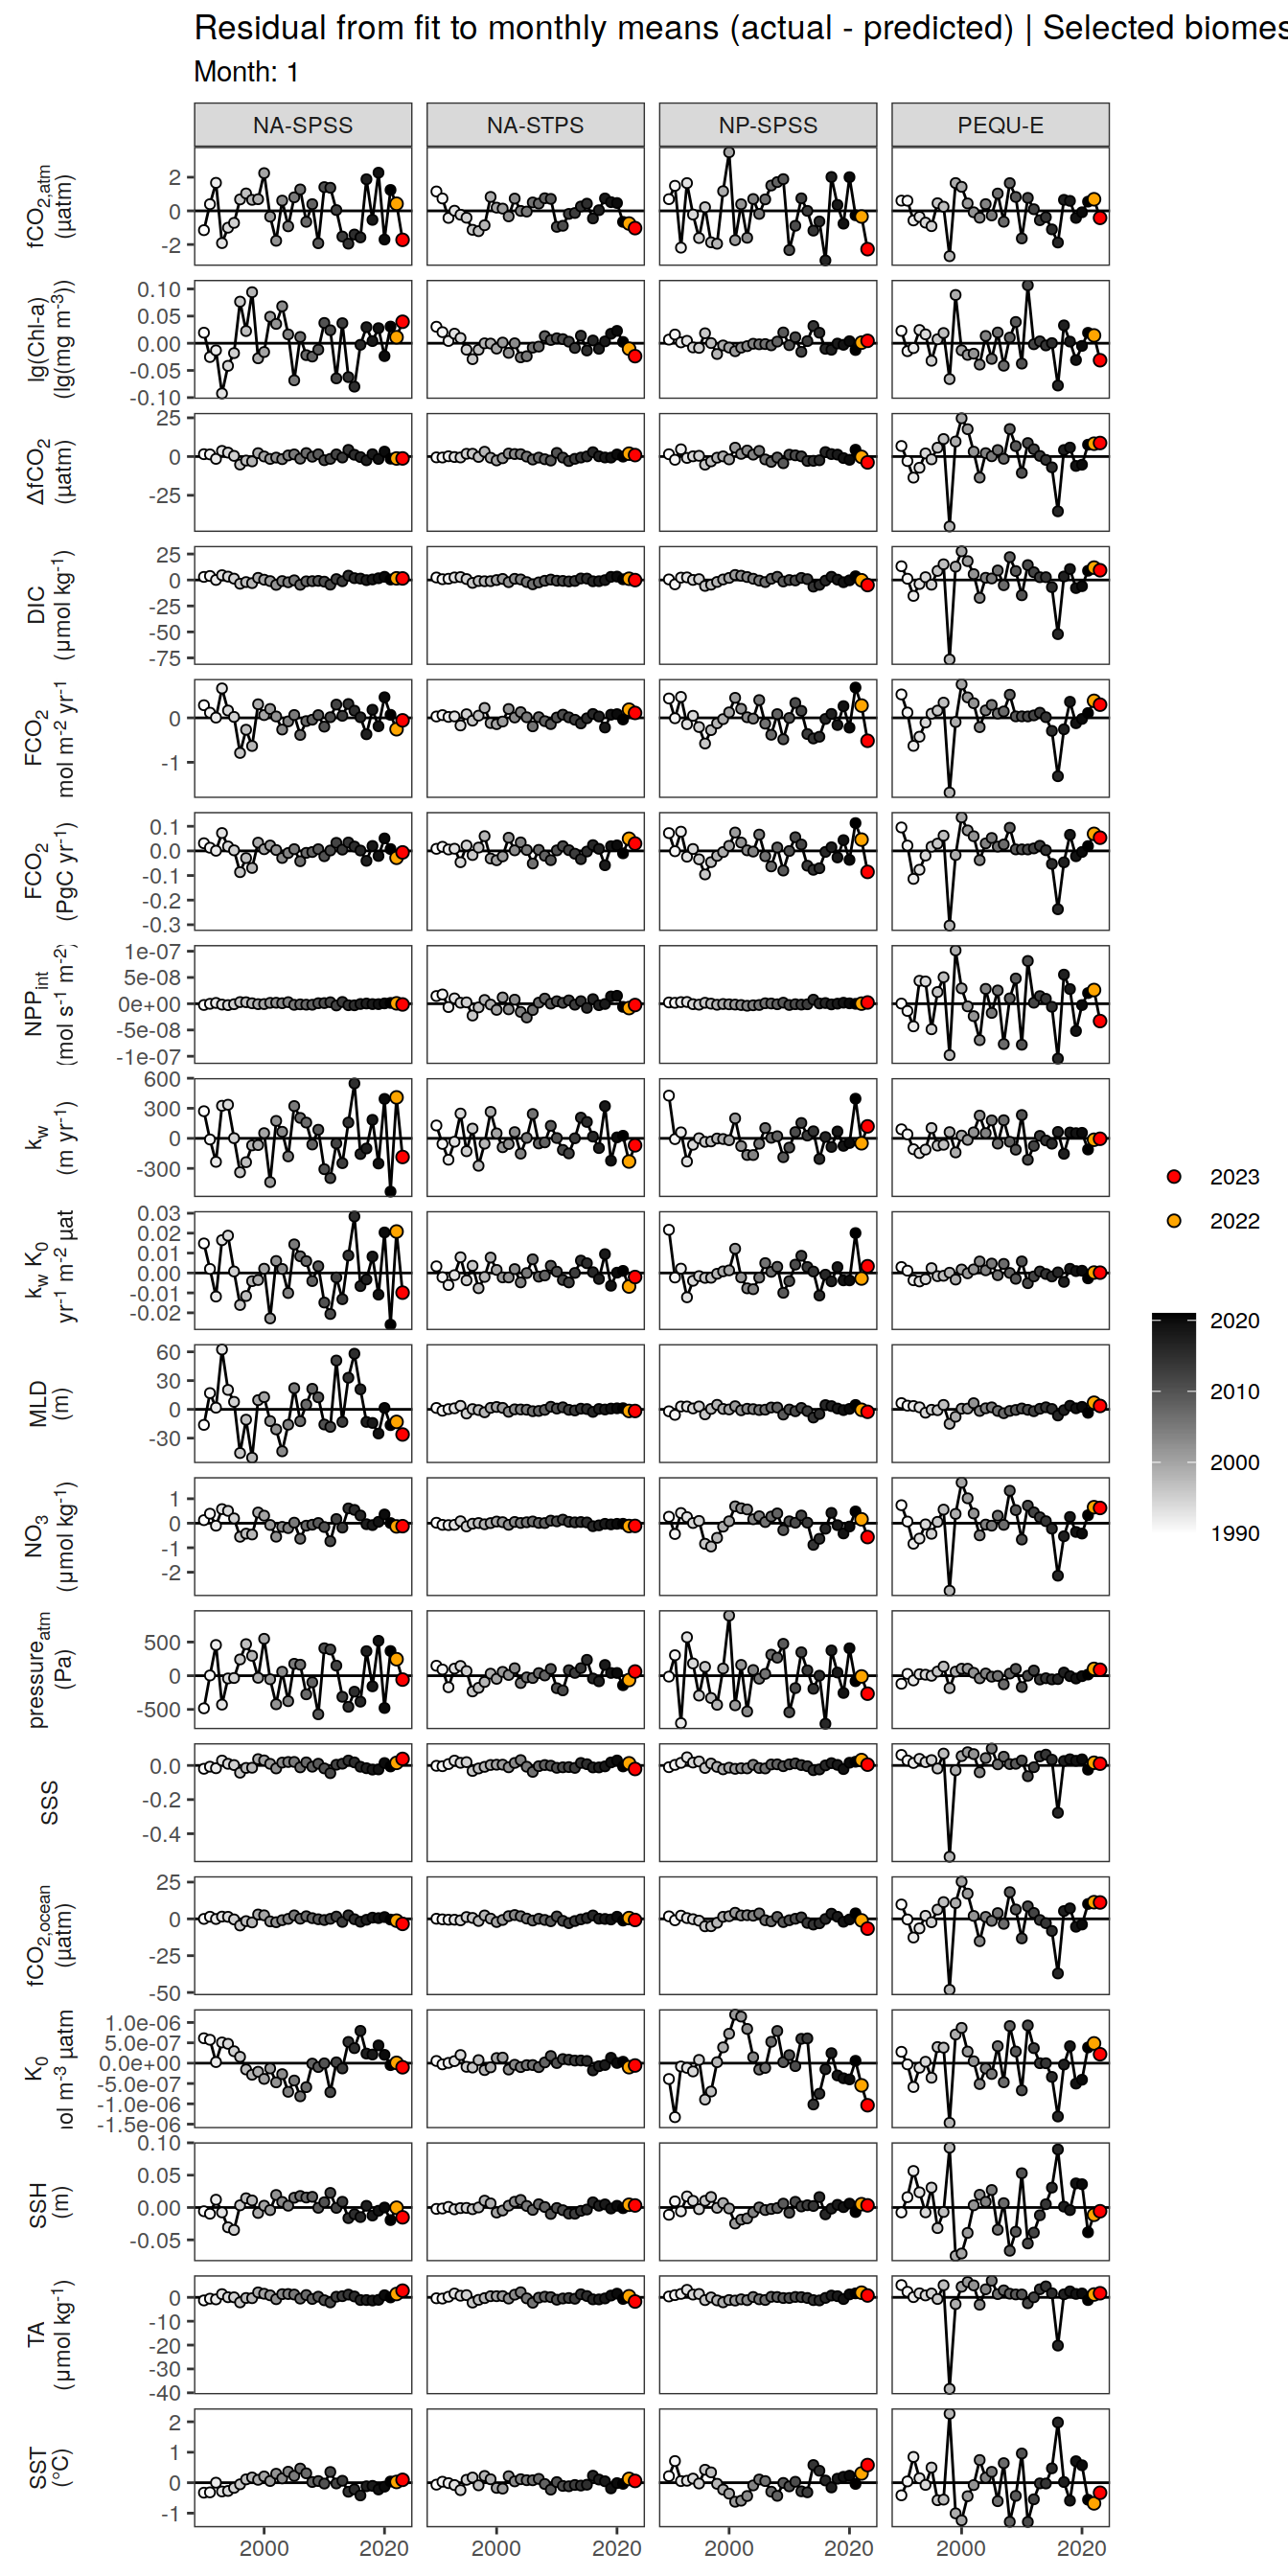 Residual from fit to monthly means (actual - predicted) | Selected biomes
Month: 1
NA-SPSS NA-STPS NP-SPSS PEQU-E
fCO2,atm
(µatm)
2
0
-2
lg(Chl-a)
(lg(mg m-3))
0.10
0.05
0.00
-0.05
-0.10
ΔfCO2
(µatm)
25
0
-25
DIC
(µmol kg-1)
25
0
-25
-50
-75
FCO2
mol m-2 yr-1
0
-1
FCO2
(PgC yr-1)
0.1
0.0
-0.1
-0.2
-0.3
NPPint
(mol s-1 m-2)
1e-07
5e-08
0e+00
-5e-08
-1e-07
kw
(m yr-1)
600
300
0
-300
kw K0
yr-1 m-2 µat
0.03
0.02
0.01
0.00
-0.01
-0.02
MLD
(m)
60
30
0
-30
NO3
(µmol kg-1)
1
0
-1
-2
pressureatm
(Pa)
500
0
-500
SSS
0.0
-0.2
-0.4
fCO2,ocean
(µatm)
25
0
-25
-50
K0
ol m-3 µatm
1.0e-06
5.0e-07
0.0e+00
-5.0e-07
-1.0e-06
-1.5e-06
SSH
(m)
0.10
0.05
0.00
-0.05
TA
(µmol kg-1)
0
-10
-20
-30
-40
SST
(°C)
2
1
0
-1
2000 2020 2000 2020 2000 2020 2000 2020
2023
2022
2020
2010
2000
1990